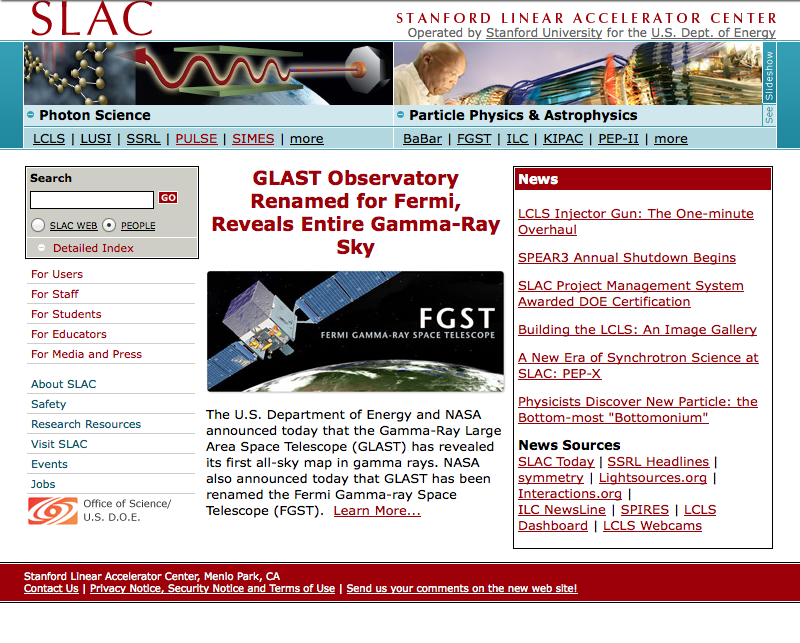 SLAC
STANFORD LINEAR ACCELERATOR CENTER
Operated by Stanford University for the U.S. Dept. of Energy
See Slideshow
Photon Science
Particle Physics & Astrophysics
LCLS | LUSI | SSRL | PULSE | SIMES | more
BaBar | FGST | ILC | KIPAC | PEP-II | more
Search
GO
SLAC WEB PEOPLE
Detailed Index
For Users
For Staff
For Students
For Educators
For Media and Press
About SLAC
Safety
Research Resources
Visit SLAC
Events
Jobs
Office of Science/
U.S. D.O.E.
GLAST Observatory
Renamed for Fermi,
Reveals Entire Gamma-Ray
Sky
FGST
FERMI GAMMA-RAY SPACE TELESCOPE
The U.S. Department of Energy and NASA
announced today that the Gamma-Ray Large
Area Space Telescope (GLAST) has revealed
its first all-sky map in gamma rays. NASA
also announced today that GLAST has been
renamed the Fermi Gamma-ray Space
Telescope (FGST). Learn More...
News
LCLS Injector Gun: The One-minute
Overhaul
SPEAR3 Annual Shutdown Begins
SLAC Project Management System
Awarded DOE Certification
Building the LCLS: An Image Gallery
A New Era of Synchrotron Science at
SLAC: PEP-X
Physicists Discover New Particle: the
Bottom-most "Bottomonium"
News Sources
SLAC Today | SSRL Headlines |
symmetry | Lightsources.org |
Interactions.org |
ILC NewsLine | SPIRES | LCLS
Dashboard | LCLS Webcams
Stanford Linear Accelerator Center, Menlo Park, CA
Contact Us | Privacy Notice, Security Notice and Terms of Use | Send us your comments on the new web site!